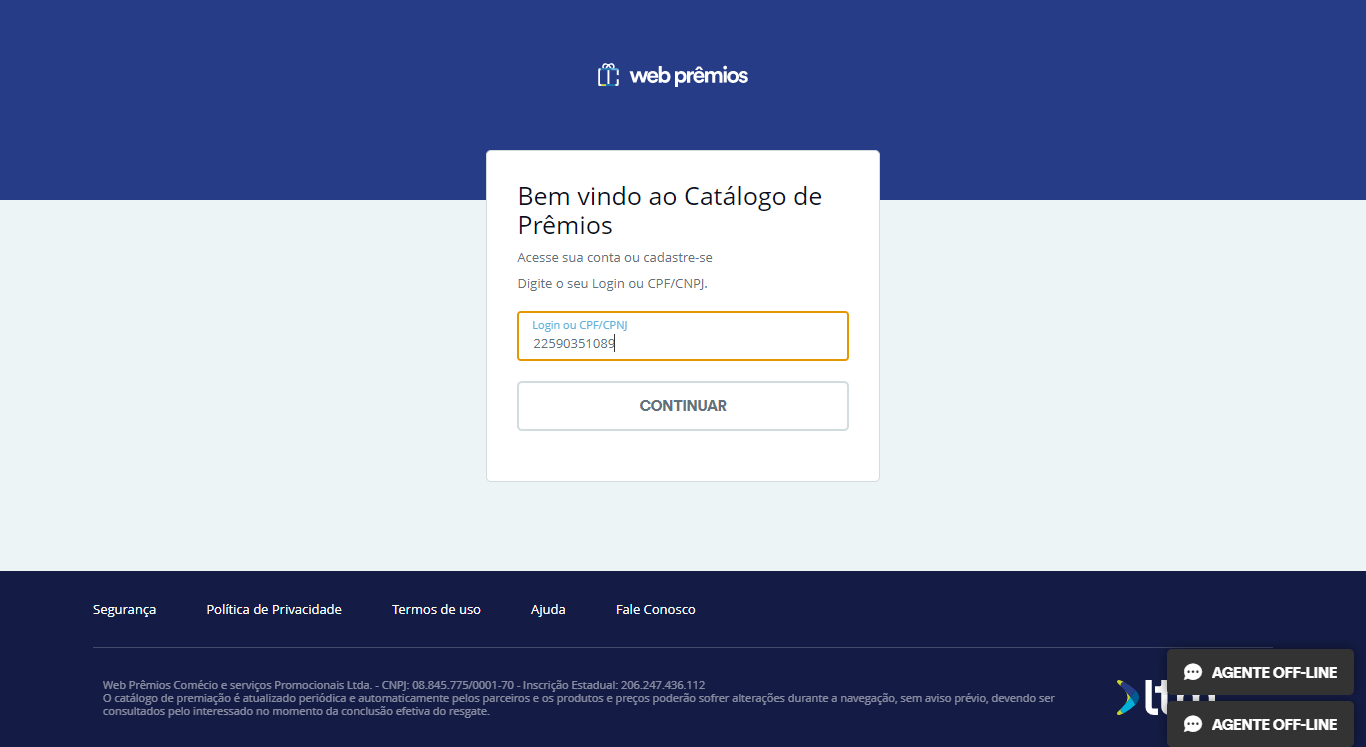 web prêmios
Bem vindo ao Catálogo de
Prêmios
Acesse sua conta ou cadastre-se
Digite o seu Login ou CPF/CNPJ.
Login ou CPF/CPNJ
22590351089
CONTINUAR
Segurança
Política de Privacidade
Termos de uso
Ajuda
Fale Conosco
Web Prêmios Comécio e serviços Promocionais Ltda. - CNPJ: 08.845.775/0001-70 - Inscrição Estadual: 206.247.436.112
O catálogo de premiação é atualizado periódica e automaticamente pelos parceiros e os produtos e preços poderão sofrer alterações durante a navegação, sem aviso prévio, devendo ser
consultados pelo interessado no momento da conclusão efetiva do resgate.
AGENTE OFF-LINE
AGENTE OFF-LINE